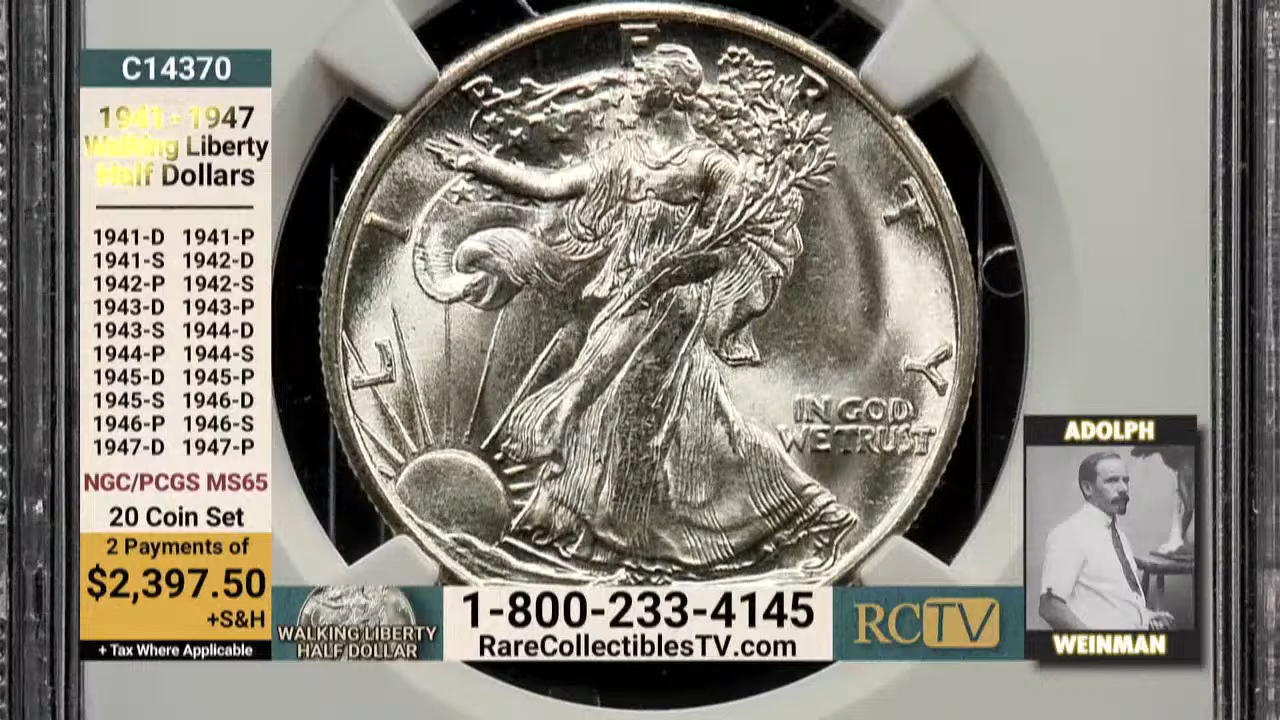 C14370
1941 - 1947
Walking Liberty
Half Dollars
1941-D 1941-P
1941-S 1942-D
1942-P 1942-S
1943-D 1943-P
1943-S 1944-D
1944-P 1944-S
1945-D 1945-P
1945-S 1946-D
1946-P 1946-S
1947-D 1947-P
NGC/PCGS MS65
20 Coin Set
2 Payments of
$2,397.50
+S&H
+ Tax Where Applicable
LIBERTY
IN GOD
WE TRUST
WALKING LIBERTY
HALF DOLLAR
1-800-233-4145
RareCollectiblesTV.com
RCTV
ADOLPH
WEINMAN